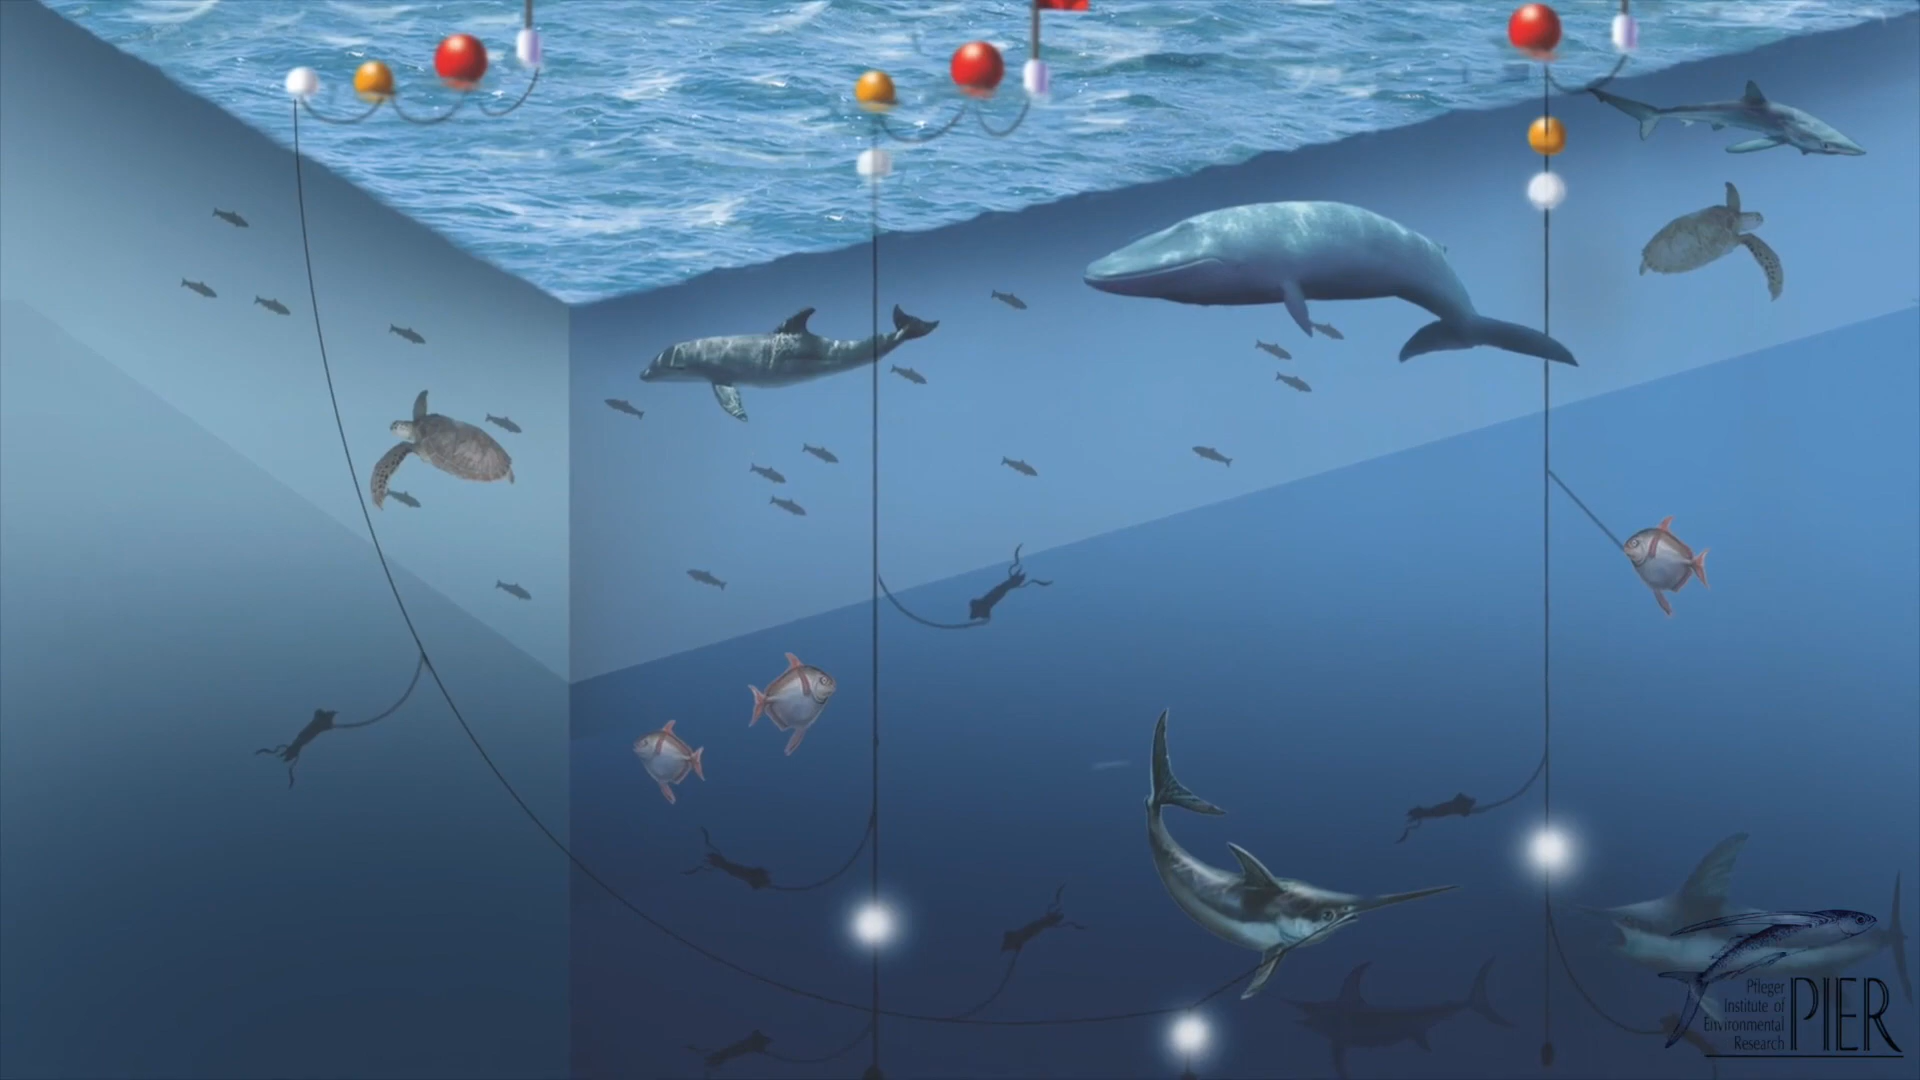 Pfleger
Institute of
Environmental
Research
PIER